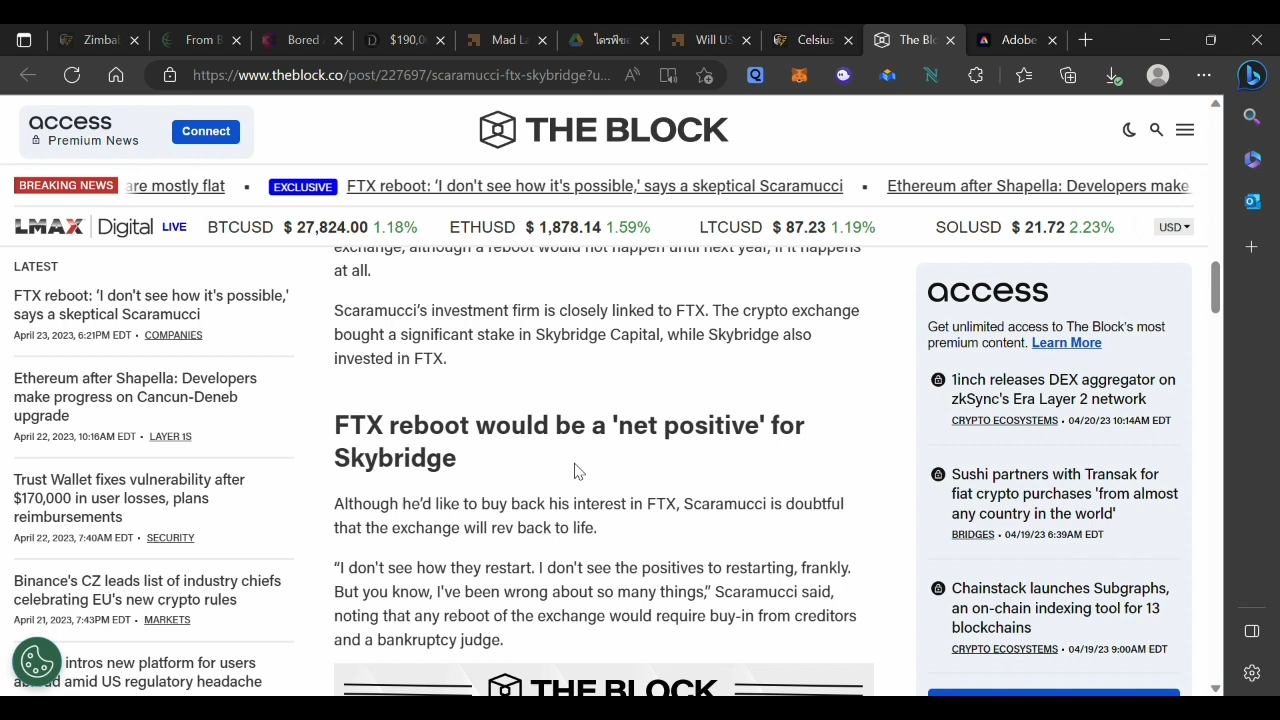 Zimbal
From B
Bored
$190,0
Mad La
ใครพีระ
Will US
Celsius
The Blo
Adobe
https://www.theblock.co/post/227697/scaramucci-ftx-skybridge?u...
access
Premium News
Connect
THE BLOCK
BREAKING NEWS
are mostly flat
EXCLUSIVE
FTX reboot: ‘I don't see how it's possible,’ says a skeptical Scaramucci
Ethereum after Shapella: Developers make
LMAX Digital LIVE
BTCUSD $ 27,824.00 1.18%
ETHUSD $ 1,878.14 1.59%
LTCUSD $ 87.23 1.19%
SOLUSD $ 21.72 2.23%
USD
LATEST
FTX reboot: ‘I don't see how it's possible,’
says a skeptical Scaramucci
April 23, 2023, 6:21PM EDT • COMPANIES
Ethereum after Shapella: Developers
make progress on Cancun-Deneb
upgrade
April 22, 2023, 10:16AM EDT • LAYER 1S
Trust Wallet fixes vulnerability after
$170,000 in user losses, plans
reimbursements
April 22, 2023, 7:40AM EDT • SECURITY
Binance's CZ leads list of industry chiefs
celebrating EU's new crypto rules
April 21, 2023, 7:43PM EDT • MARKETS
intros new platform for users
amid US regulatory headache
exchange, although a reboot would not happen until next year, if it happens
at all.
Scaramucci’s investment firm is closely linked to FTX. The crypto exchange
bought a significant stake in Skybridge Capital, while Skybridge also
invested in FTX.
FTX reboot would be a 'net positive' for
Skybridge
Although he’d like to buy back his interest in FTX, Scaramucci is doubtful
that the exchange will rev back to life.
“I don't see how they restart. I don't see the positives to restarting, frankly.
But you know, I've been wrong about so many things,” Scaramucci said,
noting that any reboot of the exchange would require buy-in from creditors
and a bankruptcy judge.
THE BLOCK
access
Get unlimited access to The Block's most
premium content. Learn More
1inch releases DEX aggregator on
zkSync's Era Layer 2 network
CRYPTO ECOSYSTEMS • 04/20/23 10:14AM EDT
Sushi partners with Transak for
fiat crypto purchases 'from almost
any country in the world'
BRIDGES • 04/19/23 6:39AM EDT
Chainstack launches Subgraphs,
an on-chain indexing tool for 13
blockchains
CRYPTO ECOSYSTEMS • 04/19/23 9:00AM EDT